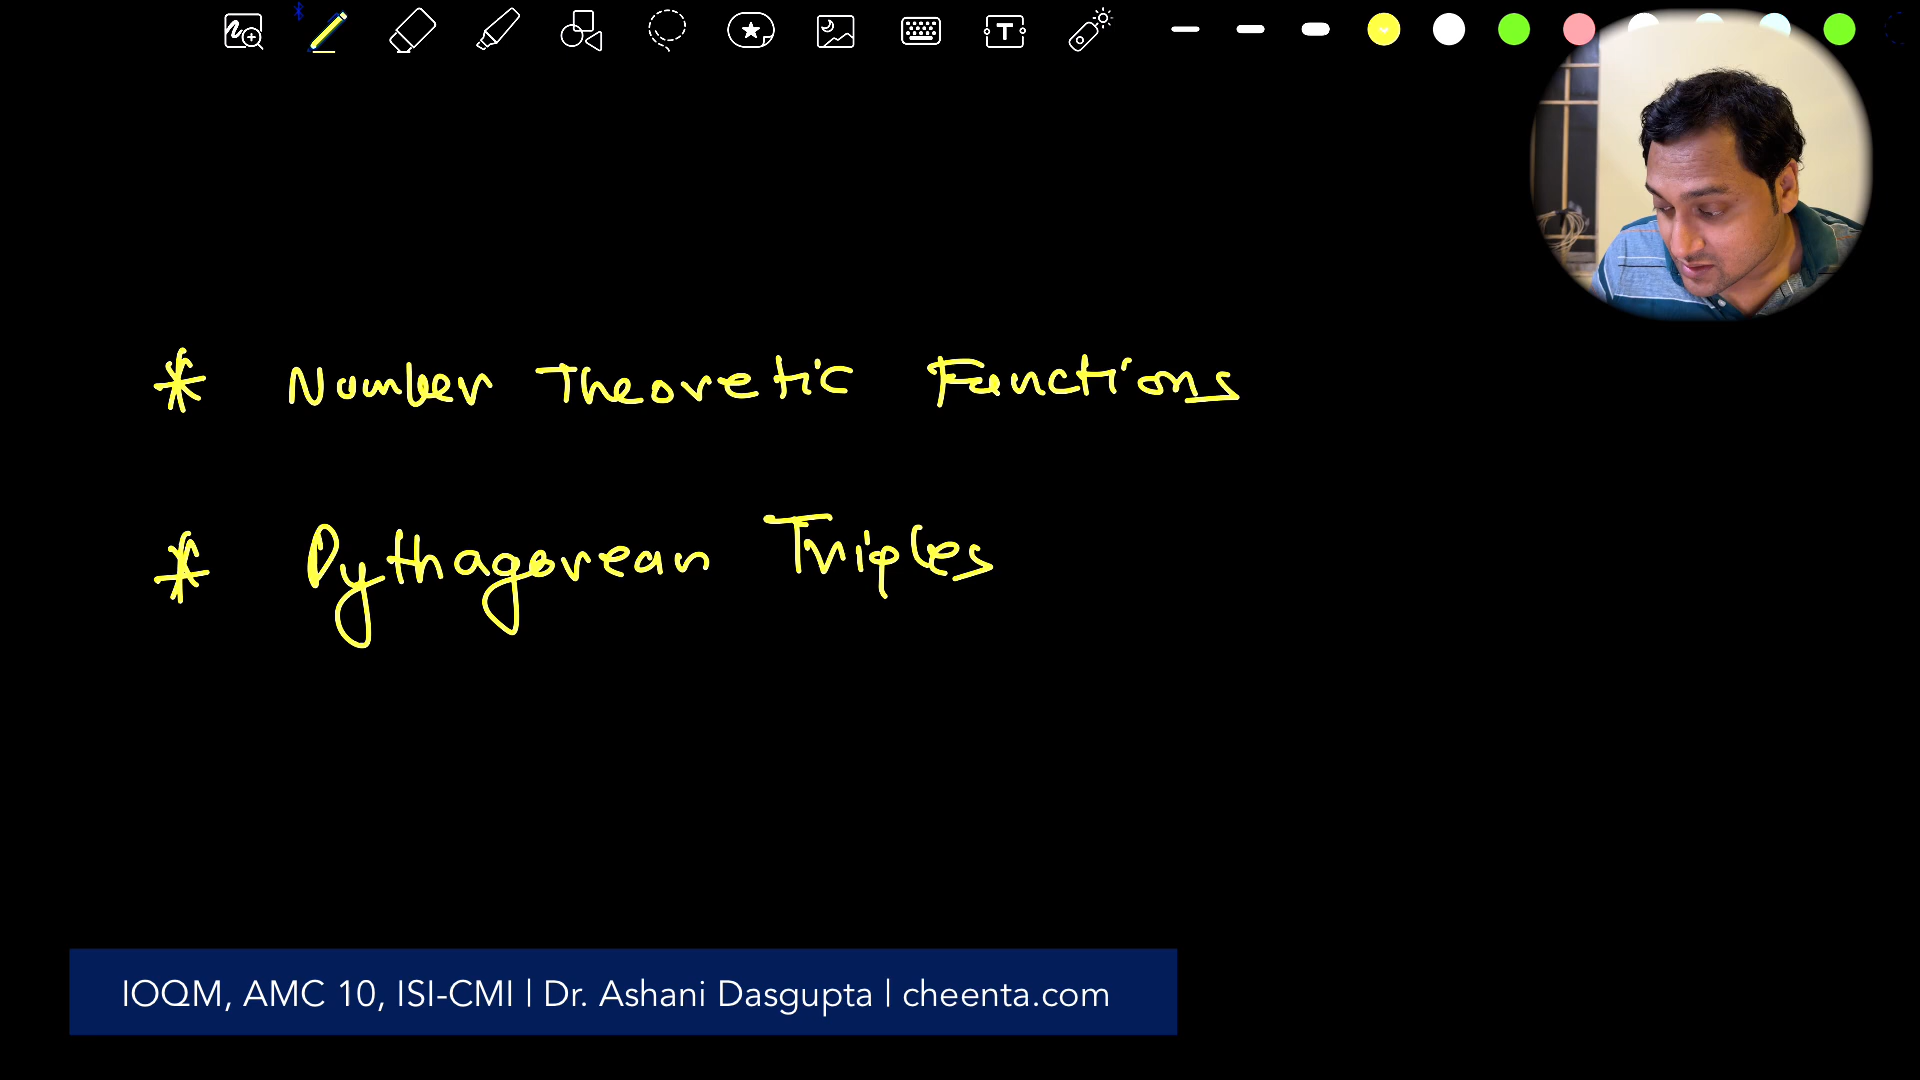 * Number Theoretic Functions
* Pythagorean Triples
IOQM, AMC 10, ISI-CMI | Dr. Ashani Dasgupta | cheenta.com